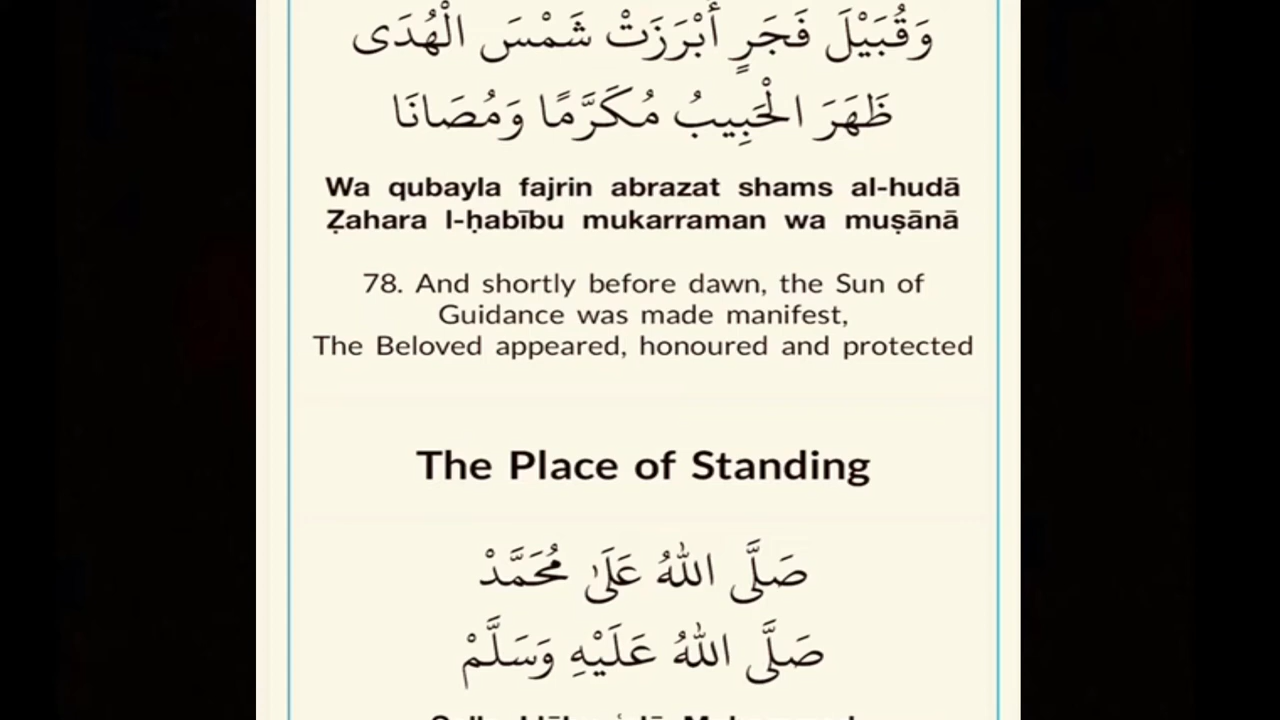 وَقُبَيْلَ فَجَرٍ أَبْرَزَتْ شَمْسَ الْهُدَى
ظَهَرَ الْحَبِيبُ مُكَرَّمًا وَمُصَانَا
Wa qubayla fajrin abrazat shams al-hudā
Ẓahara l-ḥabību mukarraman wa muṣānā
78. And shortly before dawn, the Sun of
Guidance was made manifest,
The Beloved appeared, honoured and protected
The Place of Standing
صَلَّى اللهُ عَلَىٰ مُحَمَّدْ
صَلَّى اللهُ عَلَيْهِ وَسَلَّمْ